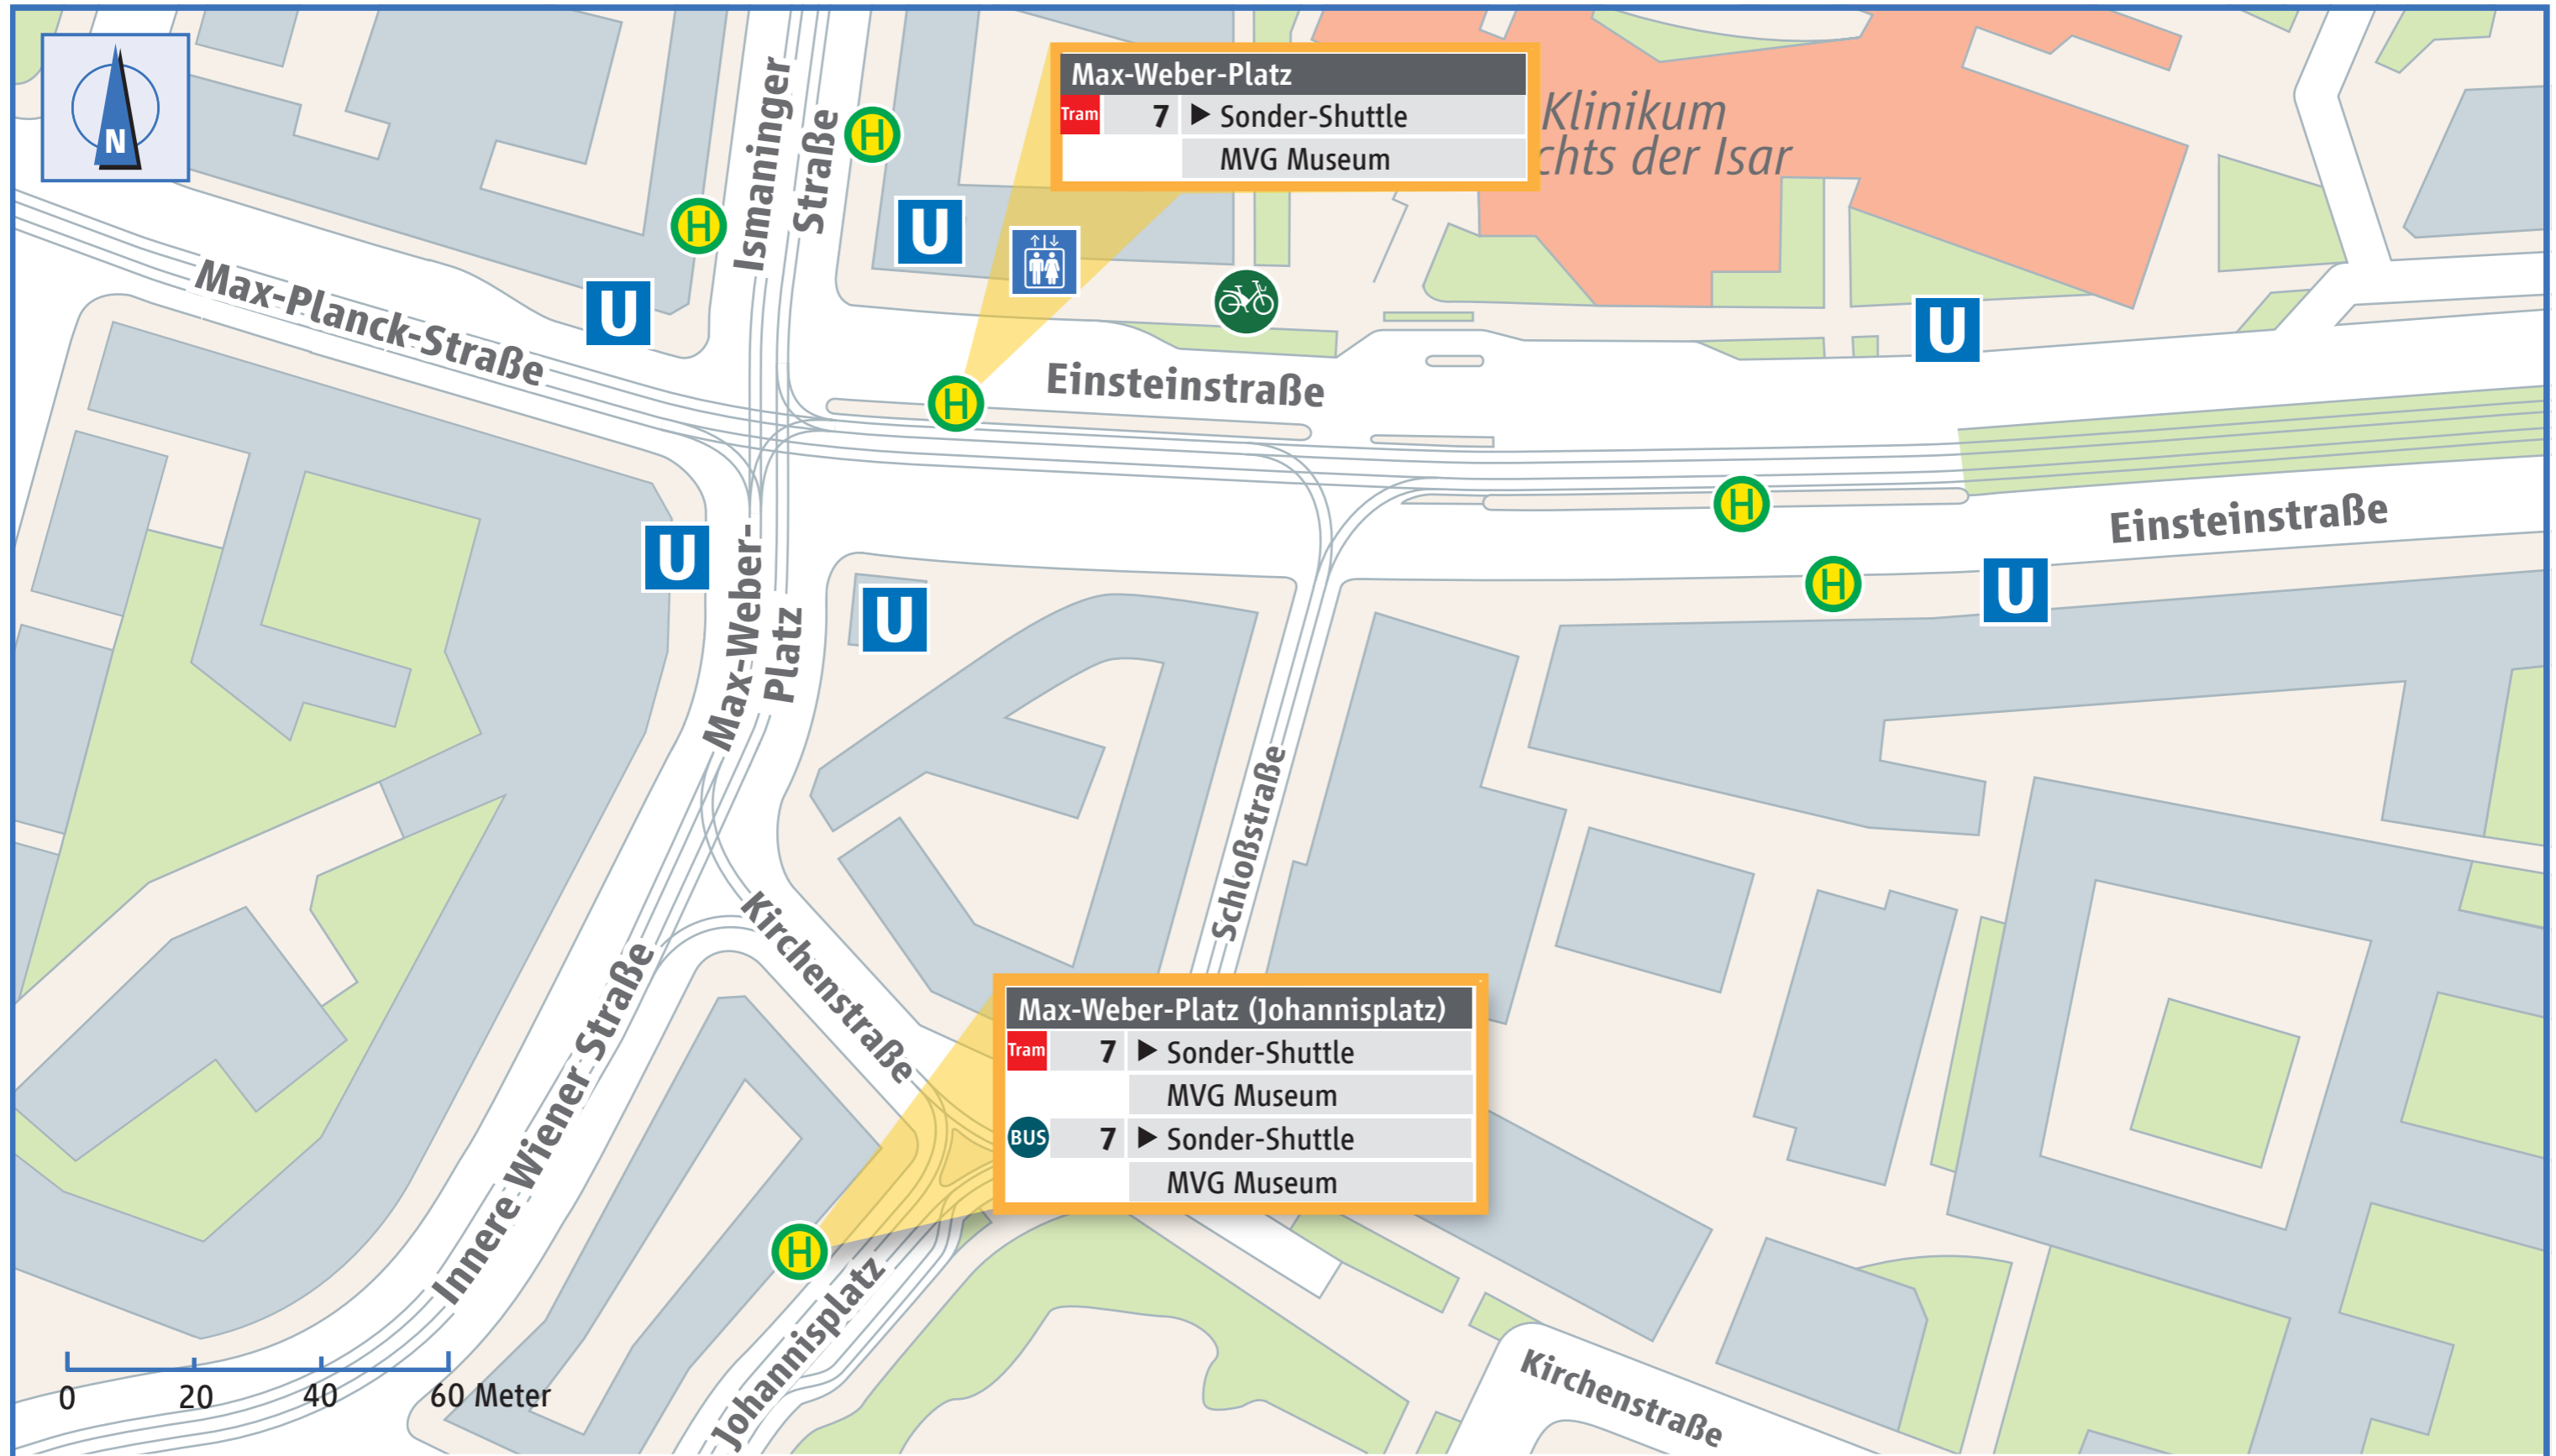 N
Ismaninger
Straße
H
H
U
U
Max-Weber-Platz
Tram 7 ▶ Sonder-Shuttle
MVG Museum
Klinikum
chts der Isar
Max-Planck-Straße
H
Einsteinstraße
U
H
Einsteinstraße
H
U
U
U
Max-Weber-
Platz
Schloßstraße
Kirchenstraße
Innere Wiener Straße
Max-Weber-Platz (Johannisplatz)
Tram 7 ▶ Sonder-Shuttle
MVG Museum
BUS 7 ▶ Sonder-Shuttle
MVG Museum
H
Johannisplatz
Kirchenstraße
0 20 40 60 Meter